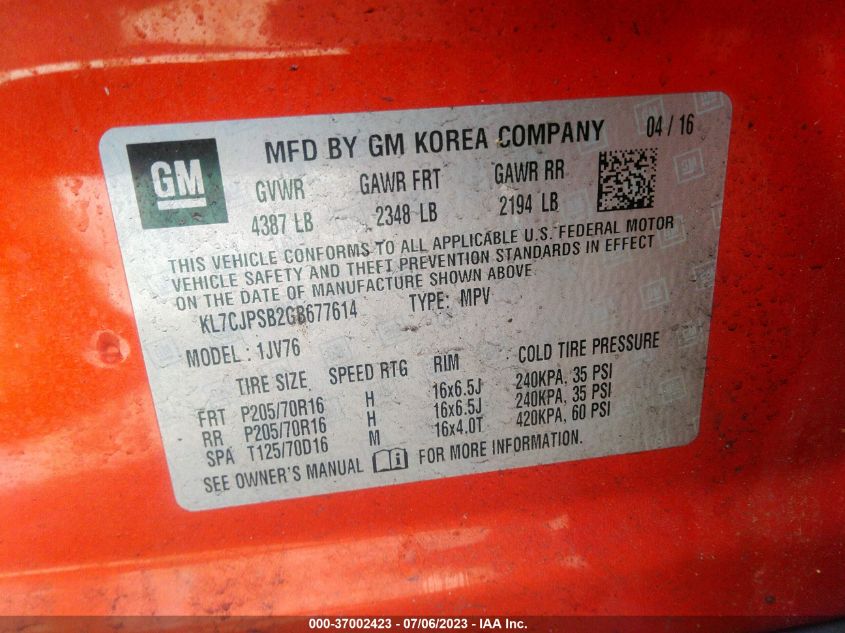 GM
MFD BY GM KOREA COMPANY 04 / 16
GVWR GAWR FRT GAWR RR
4387 LB 2348 LB 2194 LB
THIS VEHICLE CONFORMS TO ALL APPLICABLE U.S. FEDERAL MOTOR
VEHICLE SAFETY AND THEFT PREVENTION STANDARDS IN EFFECT
ON THE DATE OF MANUFACTURE SHOWN ABOVE
KL7CJPSB2GB677614 TYPE: MPV
MODEL : 1JV76
TIRE SIZE SPEED RTG RIM COLD TIRE PRESSURE
FRT P205/70R16 H 16x6.5J 240KPA, 35 PSI
RR P205/70R16 H 16x6.5J 240KPA, 35 PSI
SPA T125/70D16 M 16x4.0T 420KPA, 60 PSI
SEE OWNER'S MANUAL FOR MORE INFORMATION.
000-37002423 - 07/06/2023 - IAA Inc.